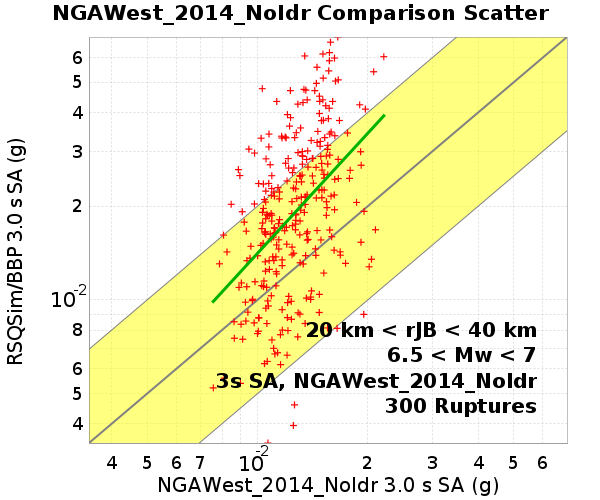 NGAWest_2014_NoIdr Comparison Scatter
RSQSim/BBP 3.0 s SA (g)
6
5
4
3
2
10-2
8
6
5
4
20 km < rJB < 40 km
6.5 < Mw < 7
3s SA, NGAWest_2014_NoIdr
300 Ruptures
4 5 6 7 10-2 2 3 4 5 6
NGAWest_2014_NoIdr 3.0 s SA (g)